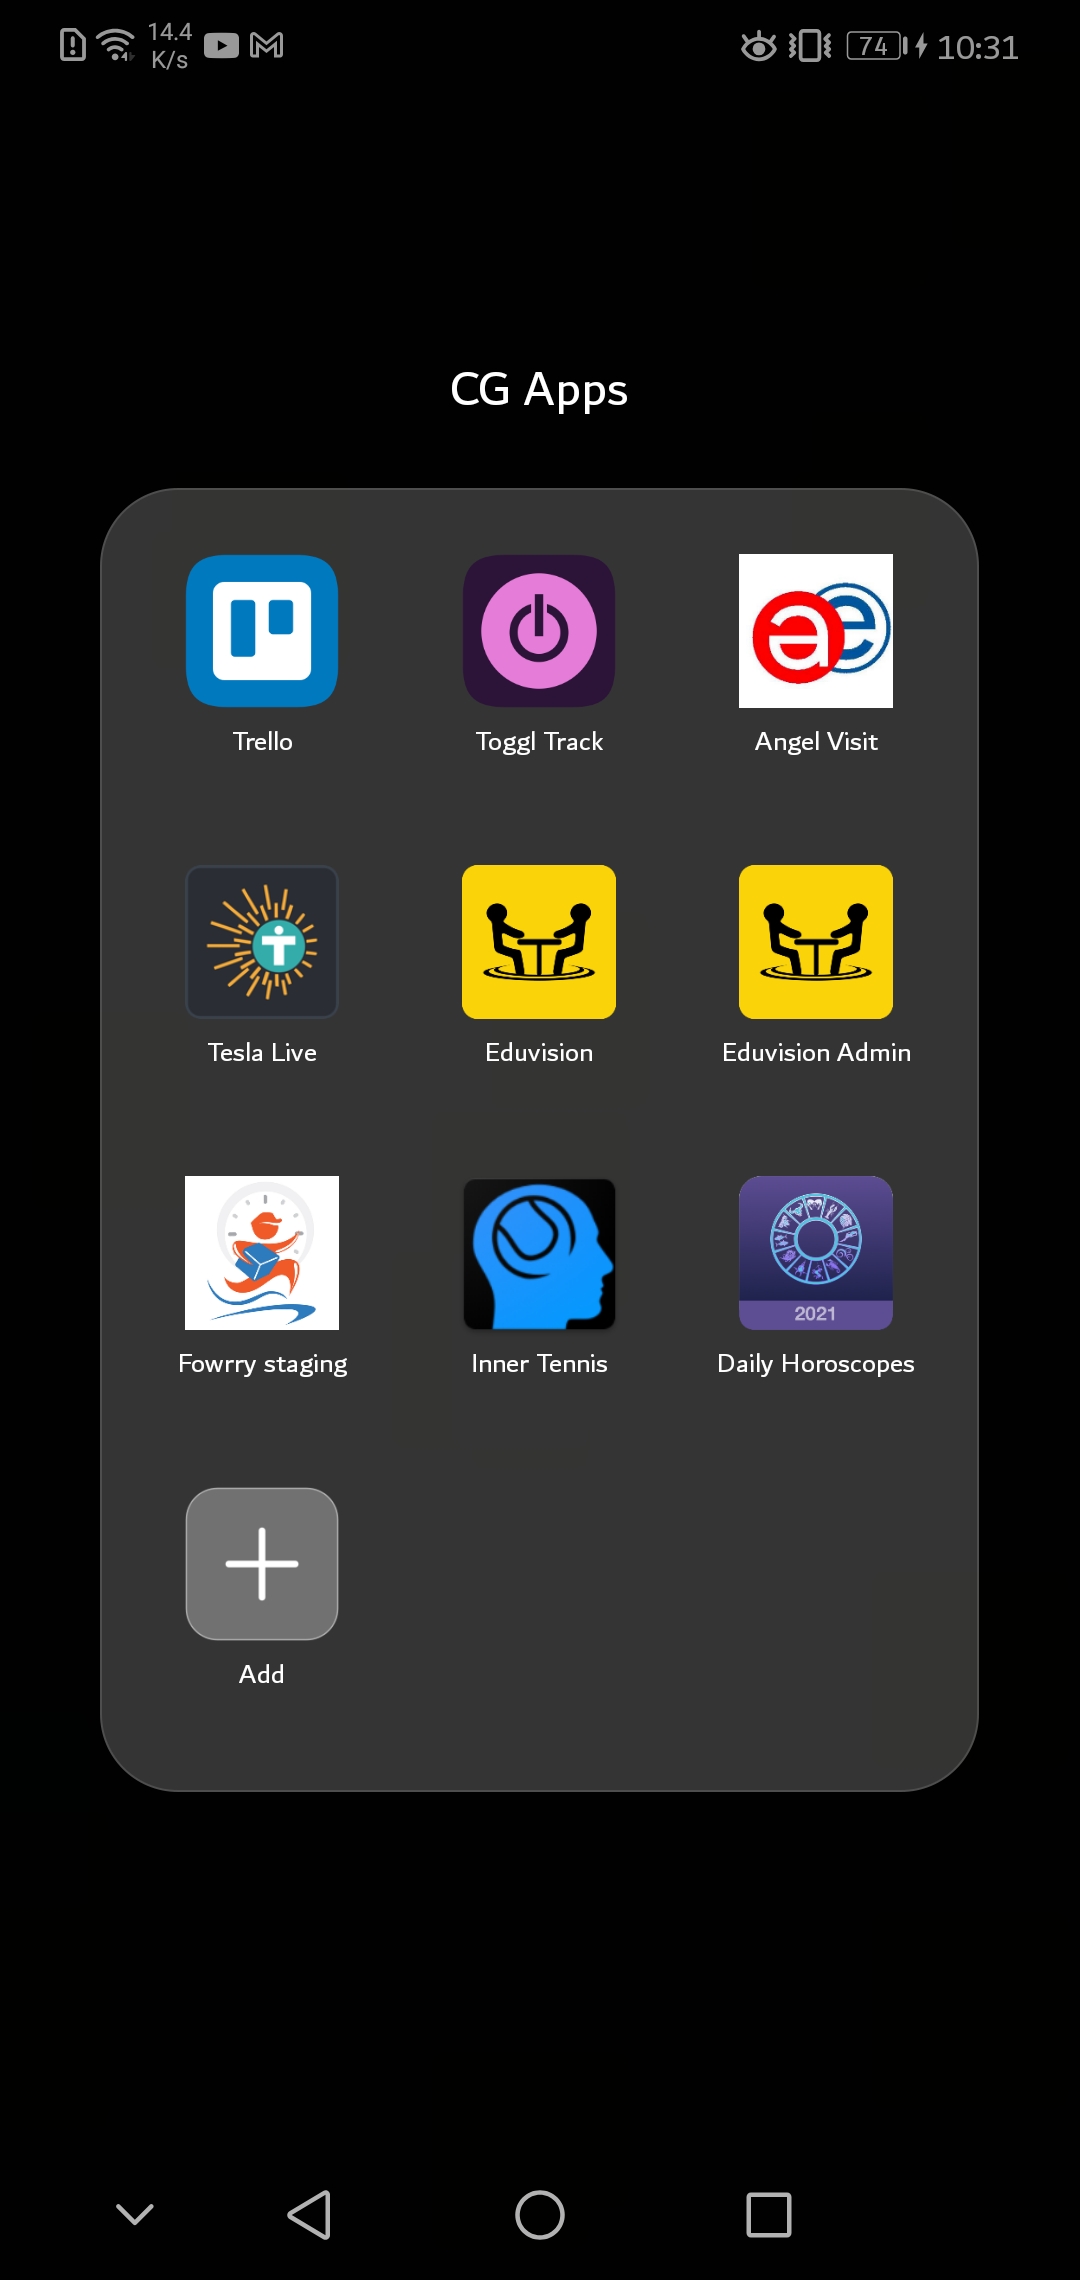 14.4
K/s
74
10:31
CG Apps
Trello
Toggl Track
Angel Visit
Tesla Live
Eduvision
Eduvision Admin
2021
Fowrry staging
Inner Tennis
Daily Horoscopes
Add